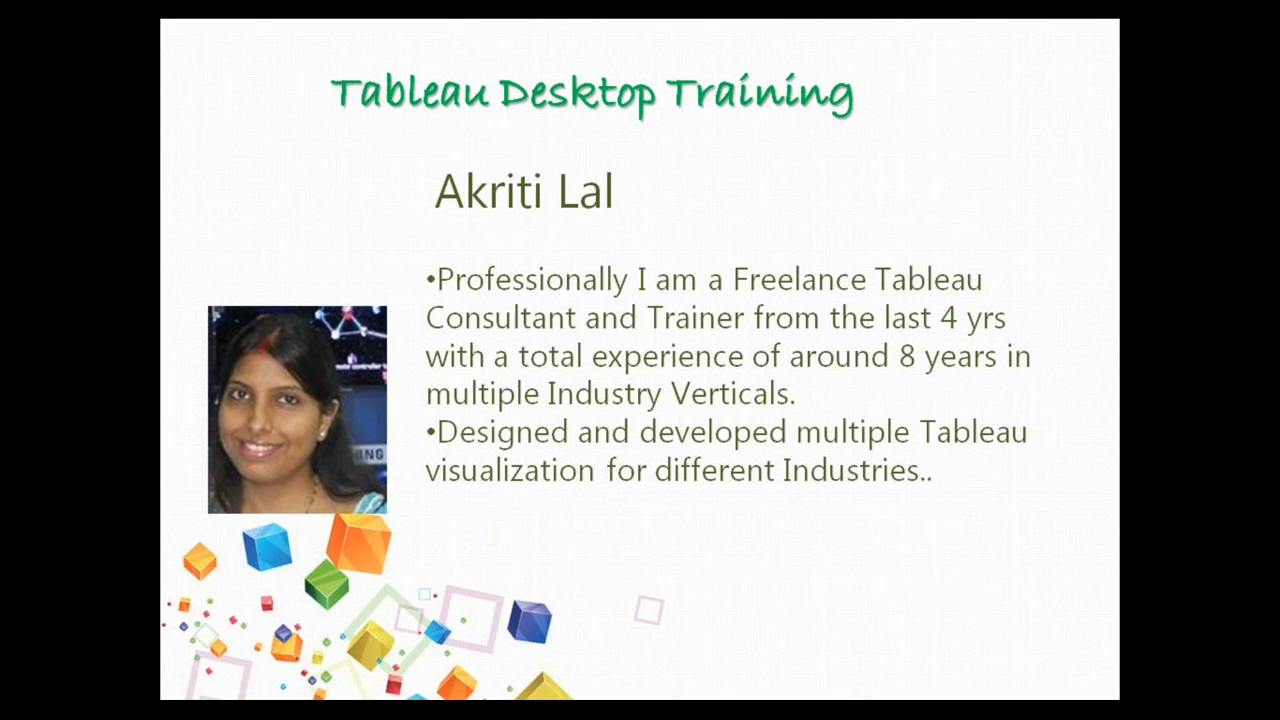 Tableau Desktop Training
Akriti Lal
•Professionally I am a Freelance Tableau
Consultant and Trainer from the last 4 yrs
with a total experience of around 8 years in
multiple Industry Verticals.
•Designed and developed multiple Tableau
visualization for different Industries..